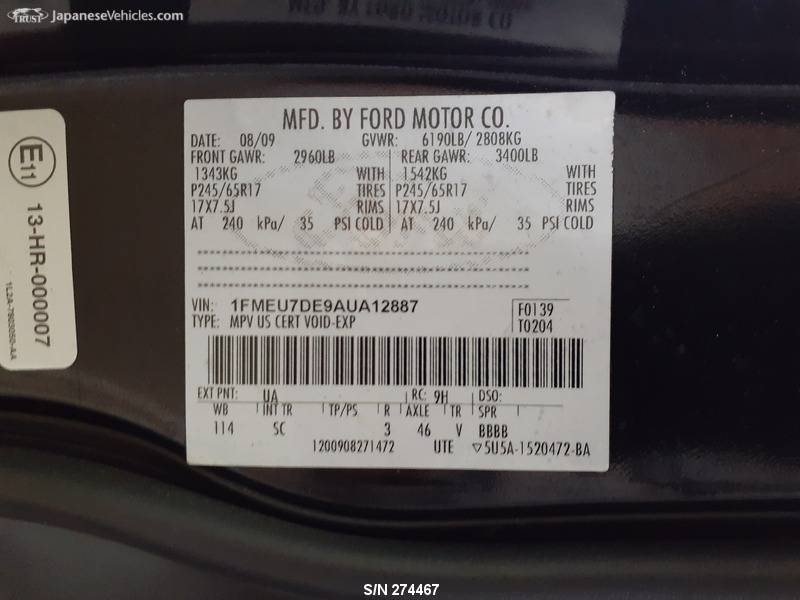 TRUST JapaneseVehicles.com
MFD. BY FORD MOTOR CO.
DATE: 08/09 GVWR: 6190LB/ 2808KG
FRONT GAWR: 2960LB REAR GAWR: 3400LB
1343KG WITH 1542KG WITH
P245/65R17 TIRES P245/65R17 TIRES
17X7.5J RIMS 17X7.5J RIMS
AT 240 kPa/ 35 PSI COLD AT 240 kPa/ 35 PSI COLD
VIN: 1FMEU7DE9AUA12887 F0139
TYPE: MPV US CERT VOID-EXP T0204
EXT PNT: UA RC: 9H DSO:
WB INT TR TP/PS R AXLE TR SPR
114 SC 3 46 V BBBB
1200908271472 UTE ▽5U5A-1520472-BA
E11
13-HR-000007
1L2A-7803050-AA
S/N 274467